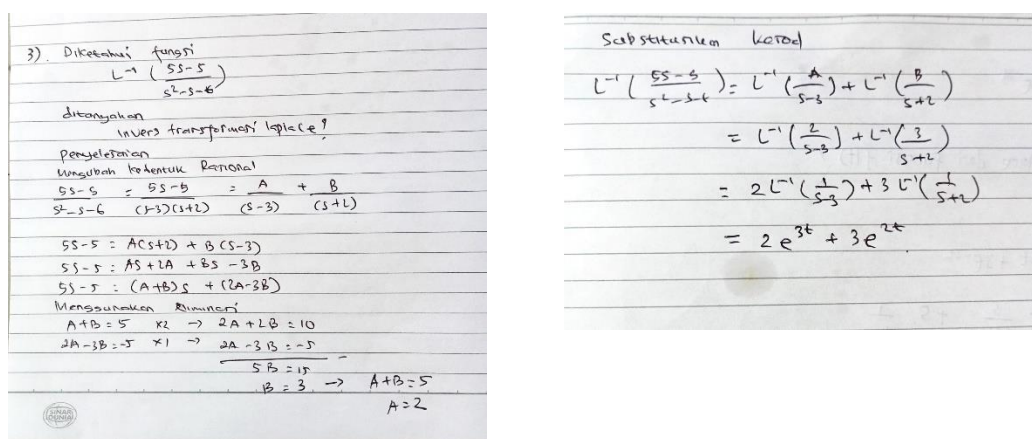 3). Diketahui fungsi
L⁻¹ ( 5s-5 / s²-s-6 )
ditanyakan
Invers transformasi laplace?
penyelesaian
Mengubah kedentuk Rasional
5s-5 / s²-s-6 = 5s-5 / (s-3)(s+2) = A / (s-3) + B / (s+2)
5s-5 = A(s+2) + B(s-3)
5s-5 = As + 2A + Bs - 3B
5s-5 = (A+B)s + (2A-3B)
Menggunakan Eliminasi
A+B = 5 x2 → 2A + 2B = 10
2A-3B = -5 x1 → 2A - 3B = -5
5B = 15
B = 3 → A+B = 5
A = 2
SINAR DUNIA
L⁻¹ ( 5s-5 / s²-s-6 ) = L⁻¹ ( A / s-3 ) + L⁻¹ ( B / s+2 )
= L⁻¹ ( 2 / s-3 ) + L⁻¹ ( 3 / s+2 )
= 2 L⁻¹ ( 1 / s-3 ) + 3 L⁻¹ ( 1 / s+2 )
= 2e³ᵗ + 3e²ᵗ